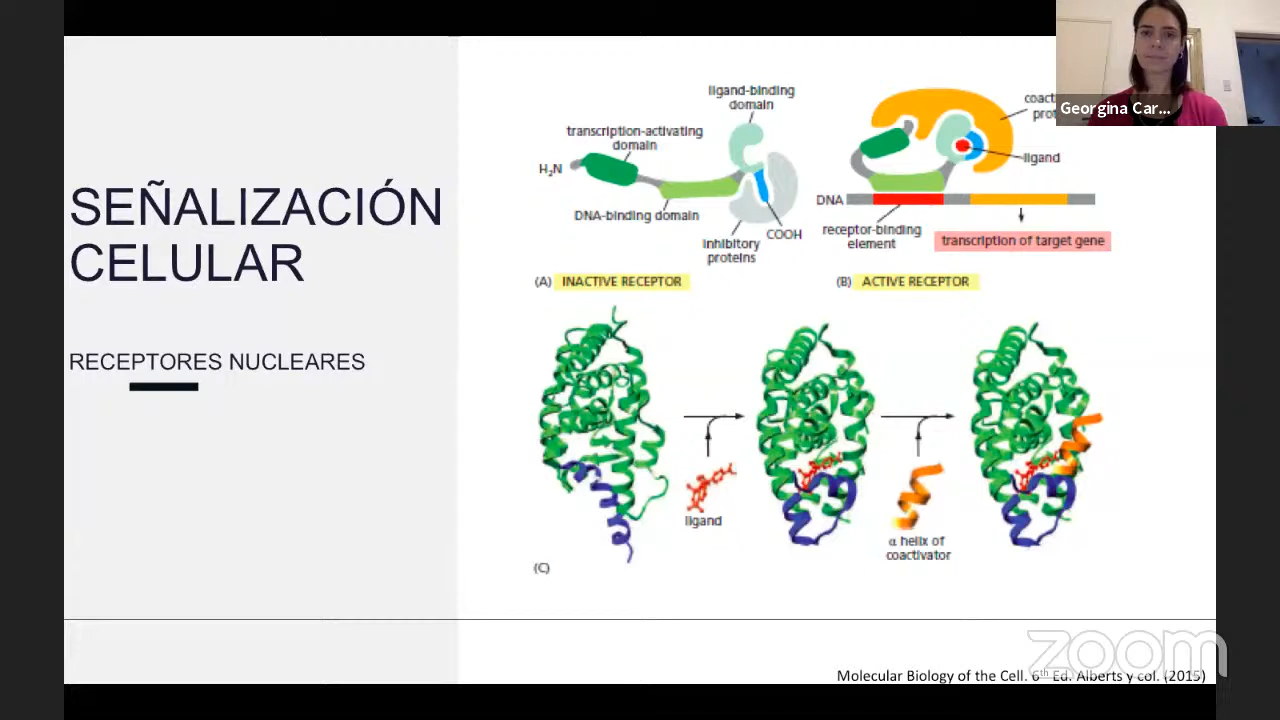 SEÑALIZACIÓN
CELULAR
RECEPTORES NUCLEARES
ligand-binding
domain
transcription-activating
domain
H₂N
DNA-binding domain
inhibitory
proteins
COOH
(A) INACTIVE RECEPTOR
ligand
DNA
receptor-binding
element
transcription of target gene
(B) ACTIVE RECEPTOR
ligand
α helix of
coactivator
(C)
Georgina Car...
zoom
Molecular Biology of the Cell. 6th Ed. Alberts y col. (2015)